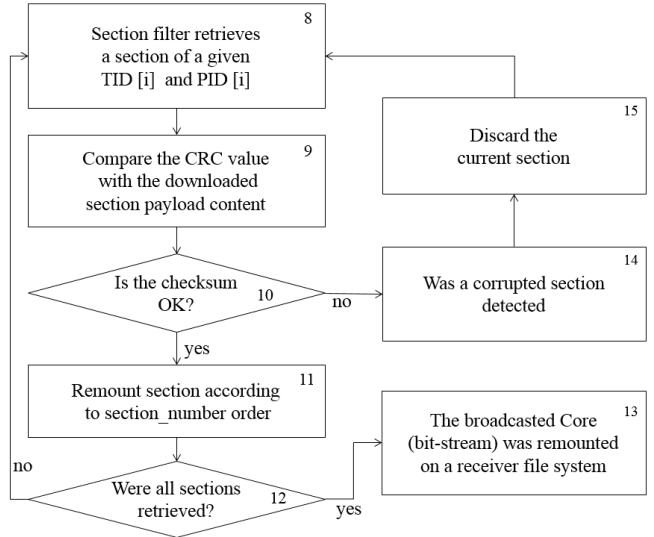 8
Section filter retrieves
a section of a given
TID [i] and PID [i]
9
Compare the CRC value
with the downloaded
section payload content
Is the checksum
OK?
10
no
yes
11
Remount section according
to section_number order
Were all sections
retrieved?
12
no
yes
15
Discard the
current section
14
Was a corrupted section
detected
13
The broadcasted Core
(bit-stream) was remounted
on a receiver file system